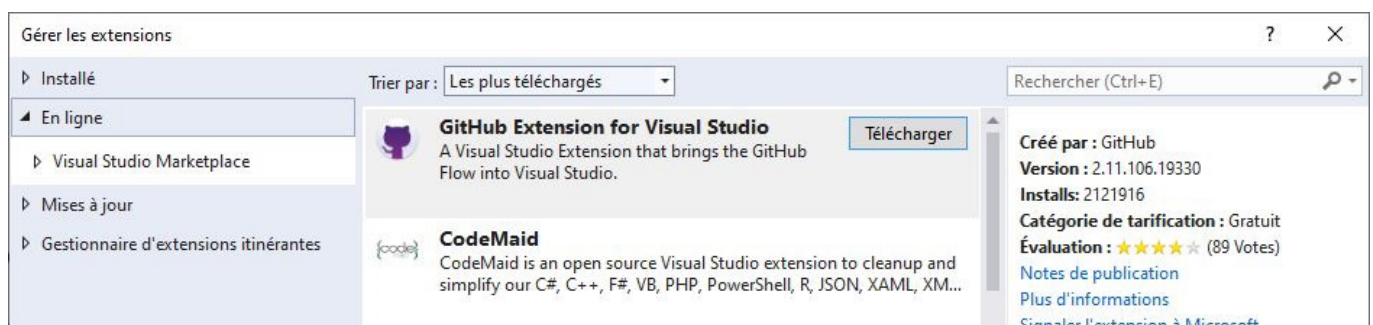 Gérer les extensions
?
Installé
En ligne
Visual Studio Marketplace
Mises à jour
Gestionnaire d'extensions itinérantes
Trier par : Les plus téléchargés
GitHub Extension for Visual Studio
Télécharger
A Visual Studio Extension that brings the GitHub
Flow into Visual Studio.
{code}
CodeMaid
CodeMaid is an open source Visual Studio extension to cleanup and
simplify our C#, C++, F#, VB, PHP, PowerShell, R, JSON, XAML, XM...
Rechercher (Ctrl+E)
Créé par : GitHub
Version : 2.11.106.19330
Installs: 2121916
Catégorie de tarification : Gratuit
Évaluation : (89 Votes)
Notes de publication
Plus d'informations
Signaler l'extension à Microsoft